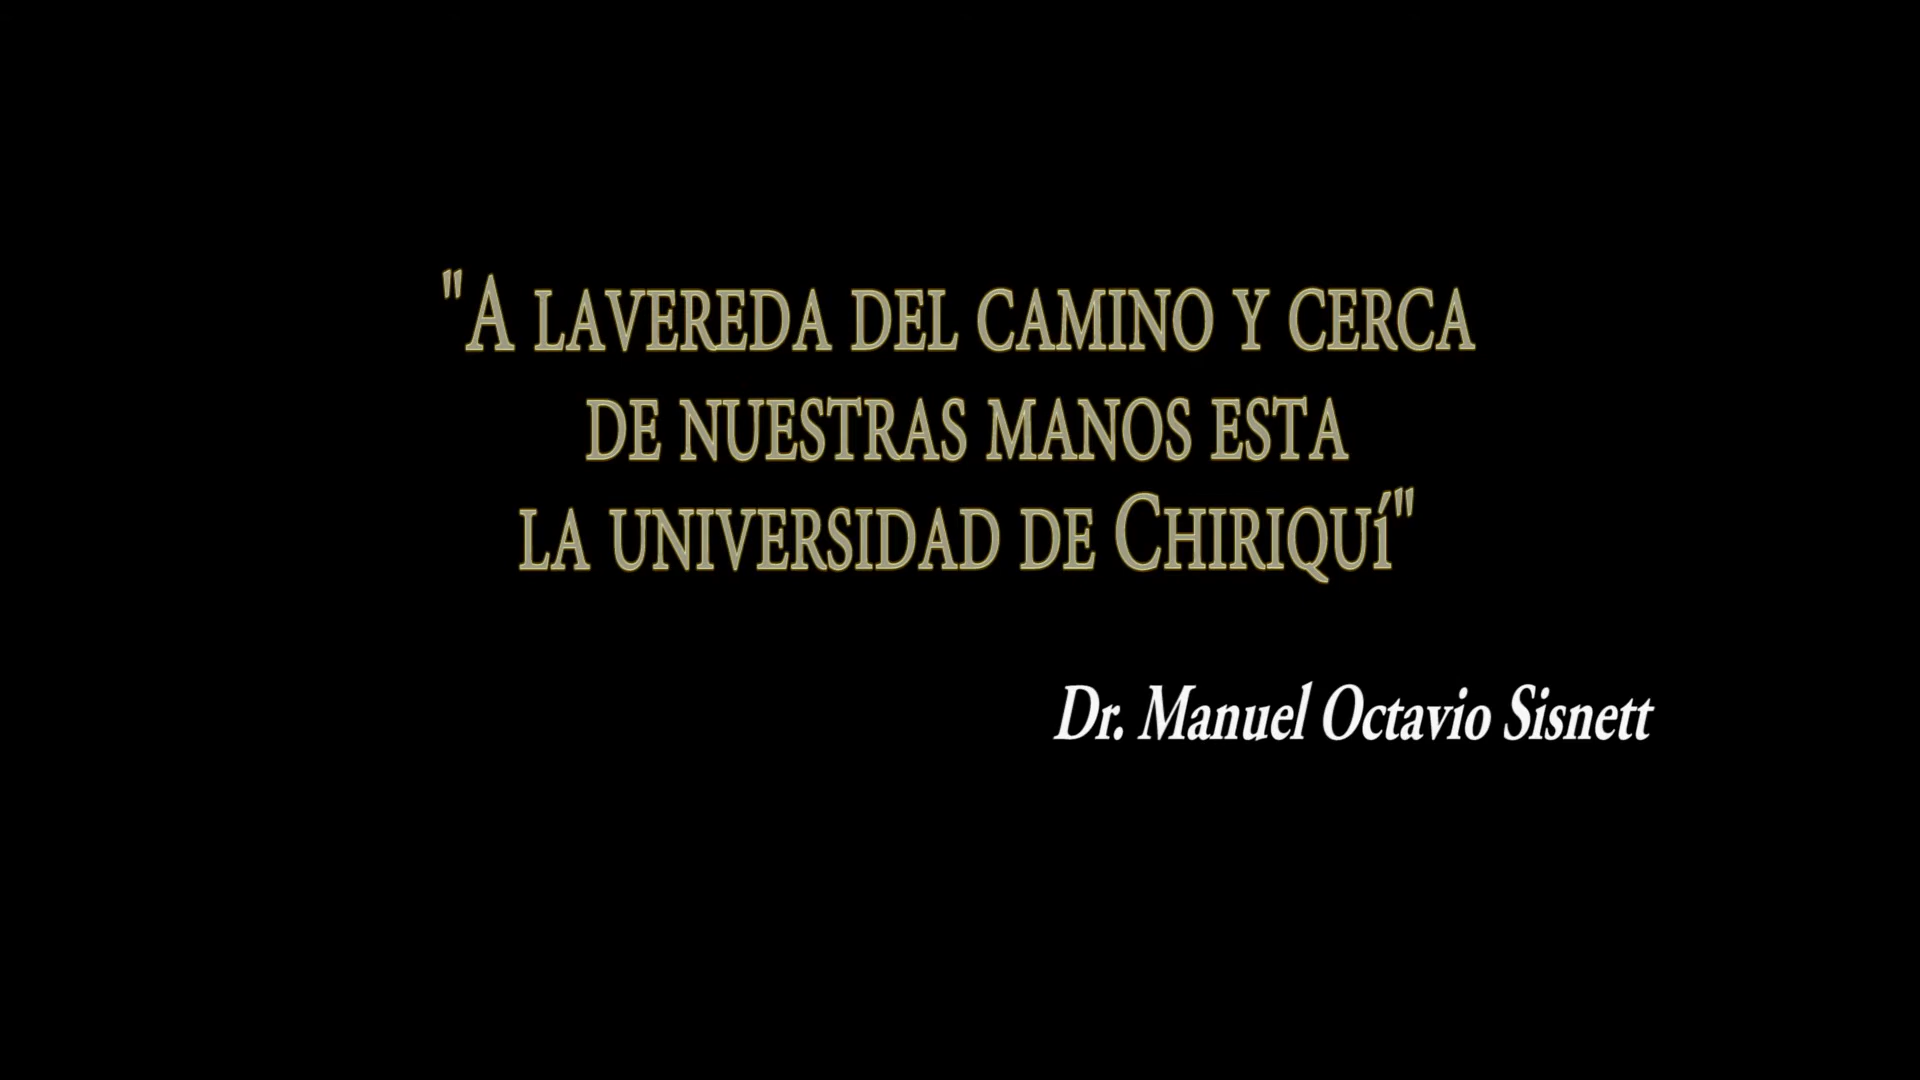 "A LAVEREDA DEL CAMINO Y CERCA
DE NUESTRAS MANOS ESTA
LA UNIVERSIDAD DE CHIRIQUí"
Dr. Manuel Octavio Sisnett